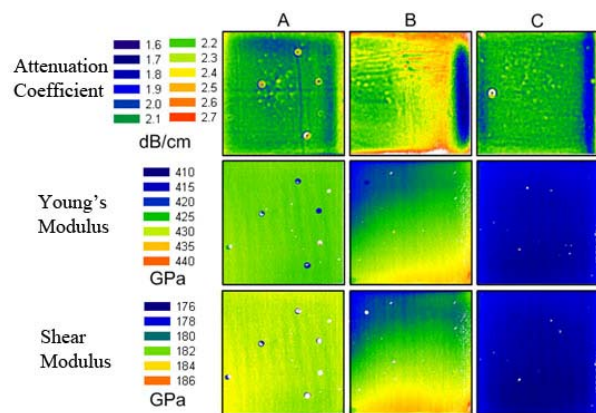 A B C
Attenuation
Coefficient
1.6 2.2
1.7 2.3
1.8 2.4
1.9 2.5
2.0 2.6
2.1 2.7
dB/cm
Young's
Modulus
410
415
420
425
430
435
440
GPa
Shear
Modulus
176
178
180
182
184
186
GPa